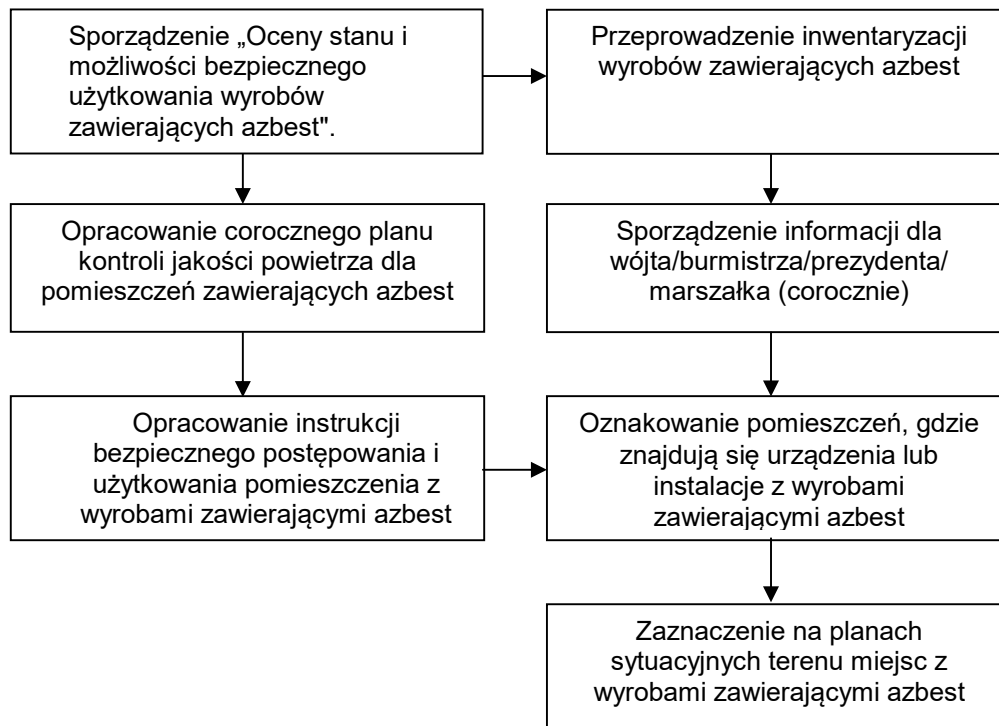 Sporządzenie „Oceny stanu i
możliwości bezpiecznego
użytkowania wyrobów
zawierających azbest".
Przeprowadzenie inwentaryzacji
wyrobów zawierających azbest
Opracowanie corocznego planu
kontroli jakości powietrza dla
pomieszczeń zawierających azbest
Sporządzenie informacji dla
wójta/burmistrza/prezydenta/
marszałka (corocznie)
Opracowanie instrukcji
bezpiecznego postępowania i
użytkowania pomieszczenia z
wyrobami zawierającymi azbest
Oznakowanie pomieszczeń, gdzie
znajdują się urządzenia lub
instalacje z wyrobami
zawierającymi azbest
Zaznaczenie na planach
sytuacyjnych terenu miejsc z
wyrobami zawierającymi azbest